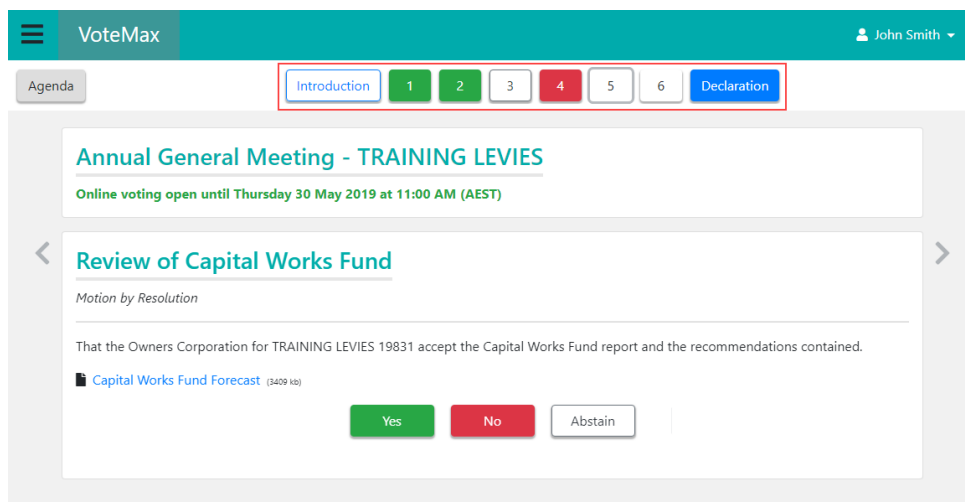 VoteMax
John Smith
Agenda
Introduction 1 2 3 4 5 6 Declaration
Annual General Meeting - TRAINING LEVIES
Online voting open until Thursday 30 May 2019 at 11:00 AM (AEST)
Review of Capital Works Fund
Motion by Resolution
That the Owners Corporation for TRAINING LEVIES 19831 accept the Capital Works Fund report and the recommendations contained.
Capital Works Fund Forecast (3409 kb)
Yes No Abstain